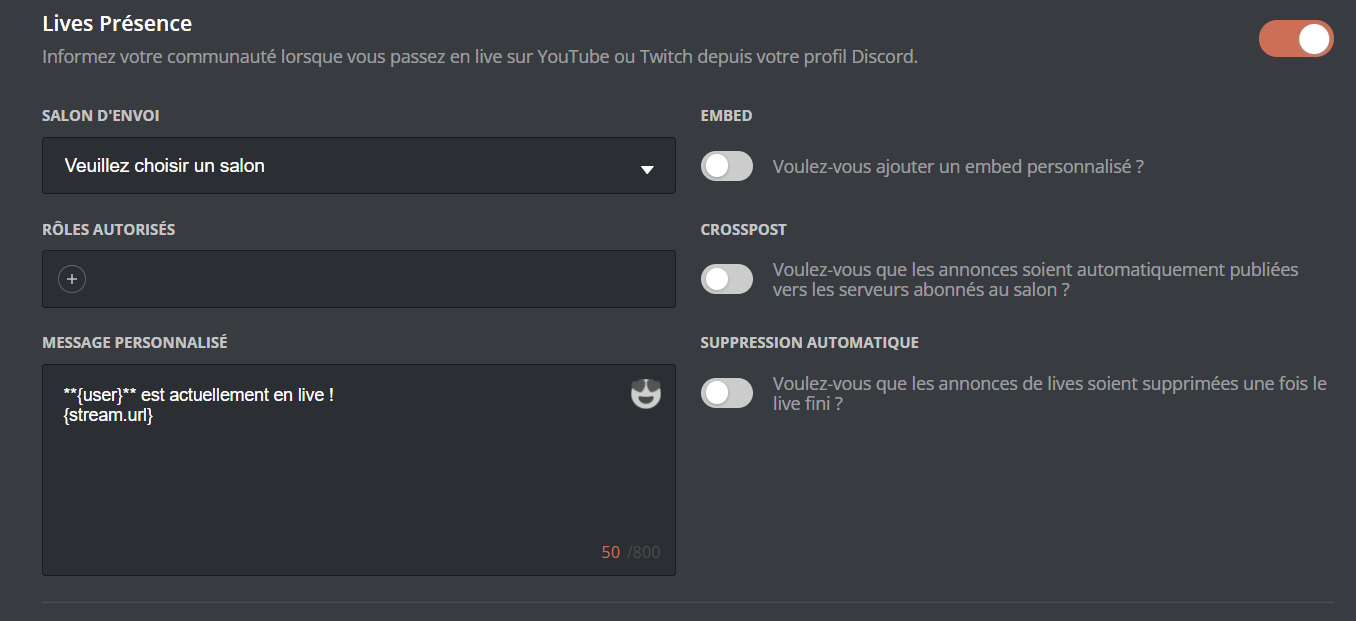 Lives Présence
Informez votre communauté lorsque vous passez en live sur YouTube ou Twitch depuis votre profil Discord.
SALON D'ENVOI
Veuillez choisir un salon
RÔLES AUTORISÉS
MESSAGE PERSONNALISÉ
**{user}** est actuellement en live !
{stream.url}
50 /800
EMBED
Voulez-vous ajouter un embed personnalisé ?
CROSSPOST
Voulez-vous que les annonces soient automatiquement publiées
vers les serveurs abonnés au salon ?
SUPPRESSION AUTOMATIQUE
Voulez-vous que les annonces de lives soient supprimées une fois le
live fini ?